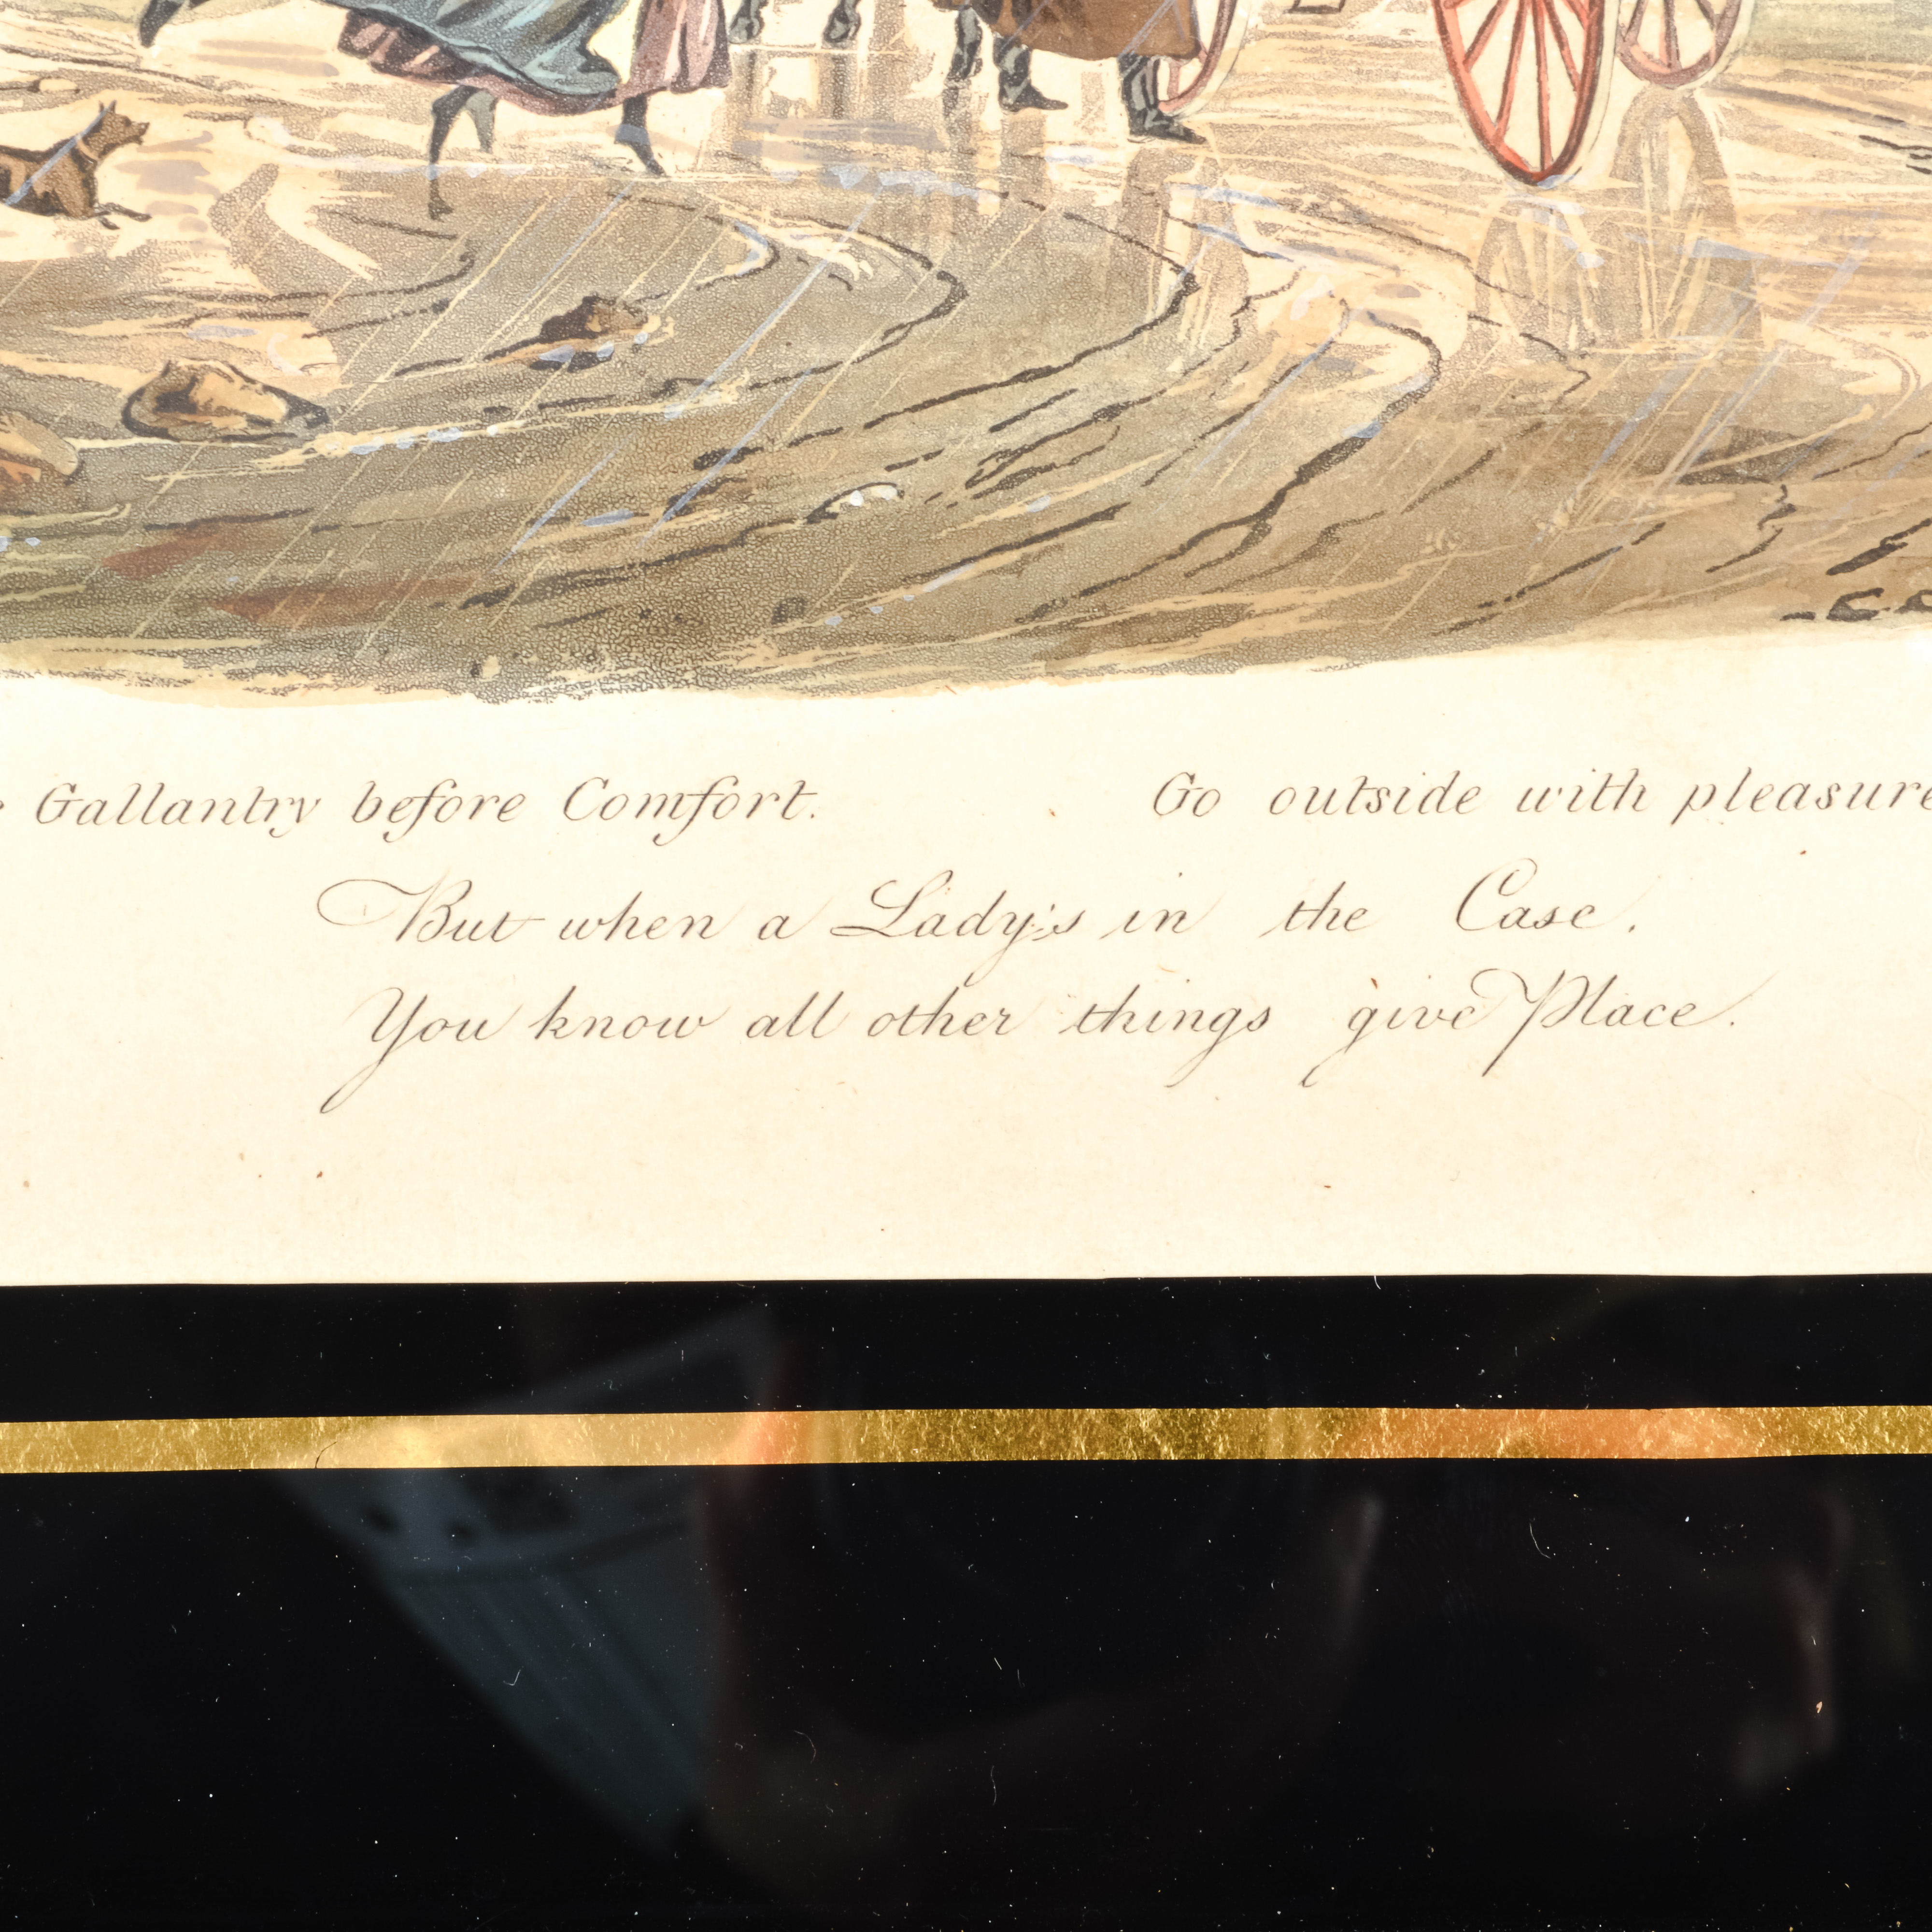 Gallantry before Comfort. Go outside with pleasure
But when a Lady's in the Case.
You know all other things give Place.